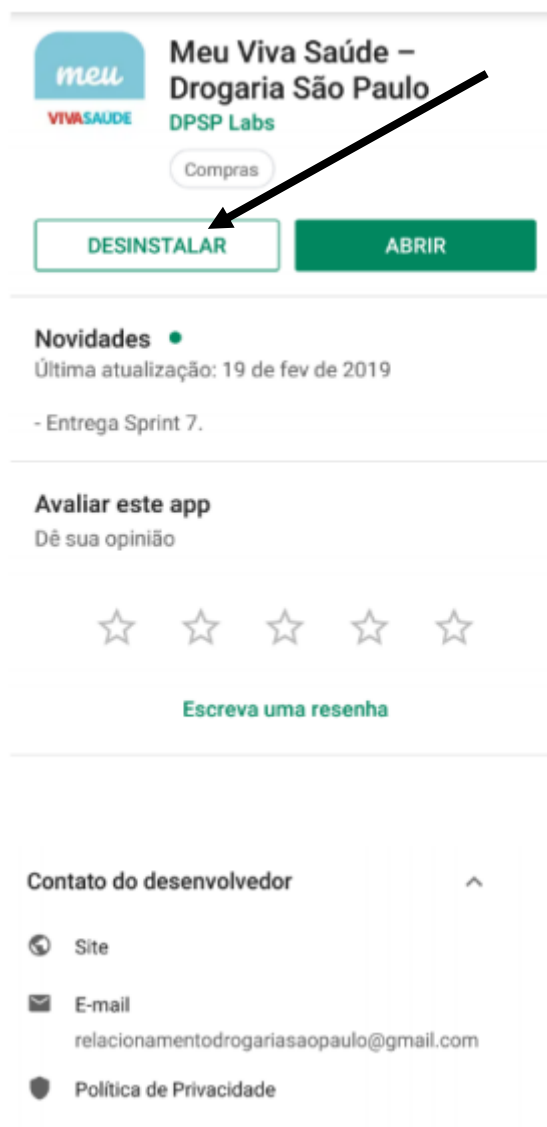 meu
VIVASAÚDE
Meu Viva Saúde –
Drogaria São Paulo
DPSP Labs
Compras
DESINSTALAR
ABRIR
Novidades
Última atualização: 19 de fev de 2019
- Entrega Sprint 7.
Avaliar este app
Dê sua opinião
Escreva uma resenha
Contato do desenvolvedor
Site
E-mail
relacionamentodrogariasaopaulo@gmail.com
Política de Privacidade